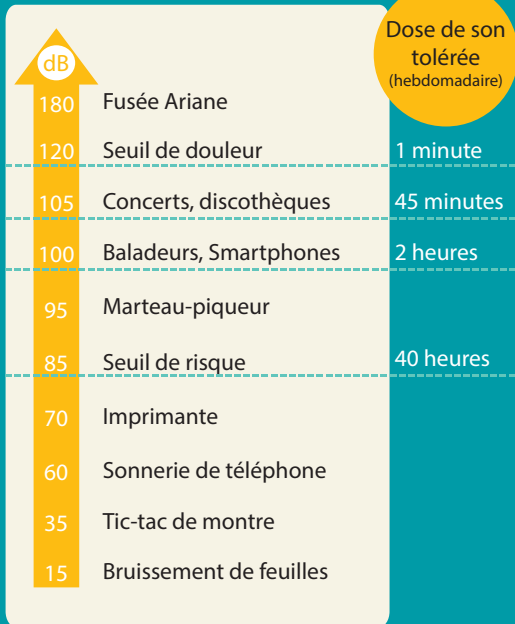 Dose de son
tolérée
(hebdomadaire)
dB
180 Fusée Ariane
120 Seuil de douleur 1 minute
105 Concerts, discothèques 45 minutes
100 Baladeurs, Smartphones 2 heures
95 Marteau-piqueur
85 Seuil de risque 40 heures
70 Imprimante
60 Sonnerie de téléphone
35 Tic-tac de montre
15 Bruissement de feuilles